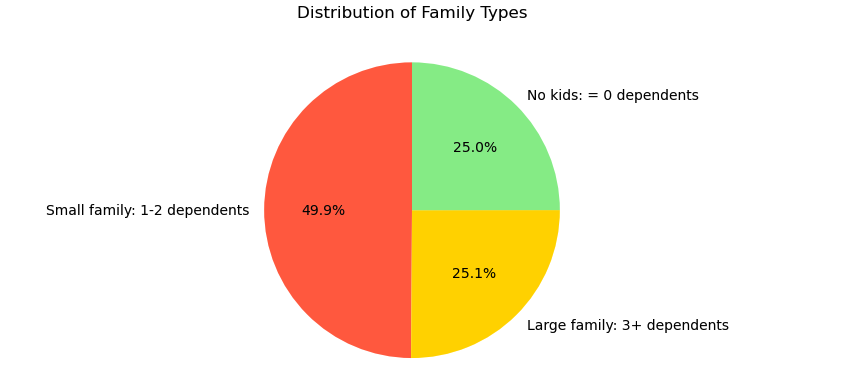 Distribution of Family Types
No kids: = 0 dependents
25.0%
Small family: 1-2 dependents
49.9%
25.1%
Large family: 3+ dependents